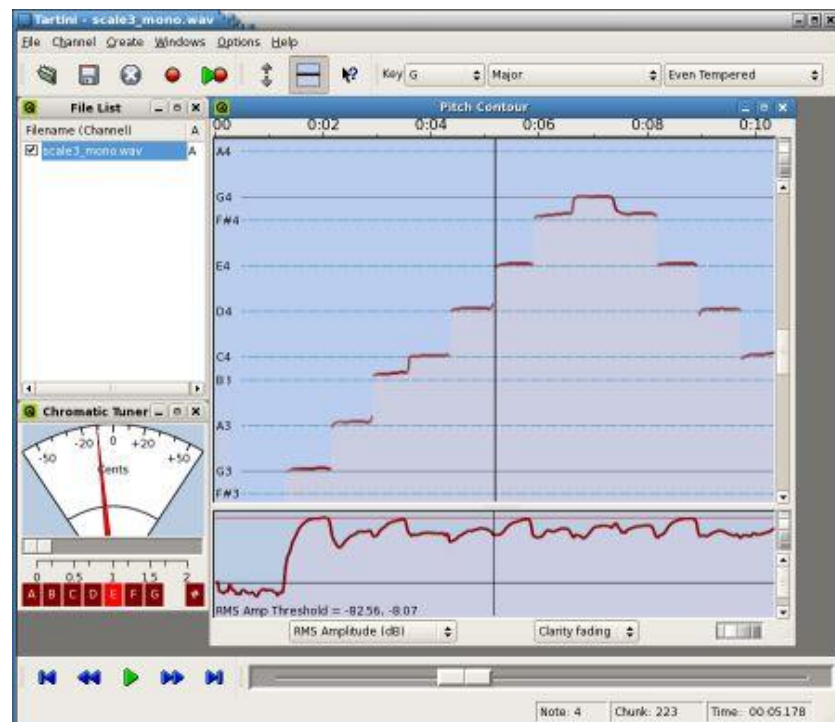 Tartini - scale3_mono.wav
File Channel Create Windows Options Help
Key G Major Even Tempered
File List
Filename (Channel) A
scale3_mono.wav A
Pitch Contour
00 0:02 0:04 0:06 0:08 0:10
A4
G4
F#4
E4
D4
C4
B3
A3
G3
F#3
Chromatic Tuner
-50 -20 0 +20 +50
Cents
0 0.5 1 1.5 2
A B C D E F G #
RMS Amp Threshold = -82.56, -8.07
RMS Amplitude (dB) Clarity fading
Note: 4 Chunk: 223 Time: 00:05.178